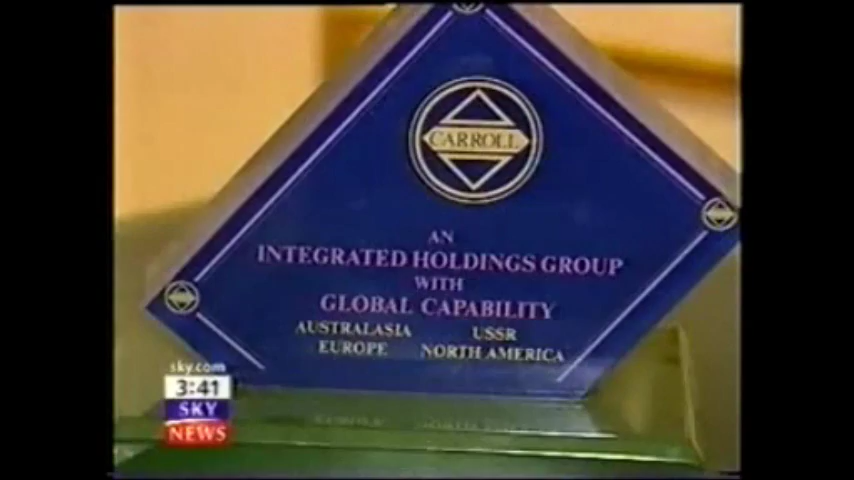 CARROLL
AN
INTEGRATED HOLDINGS GROUP
WITH
GLOBAL CAPABILITY
AUSTRALASIA USSR
EUROPE NORTH AMERICA
sky.com
3:41
SKY
NEWS